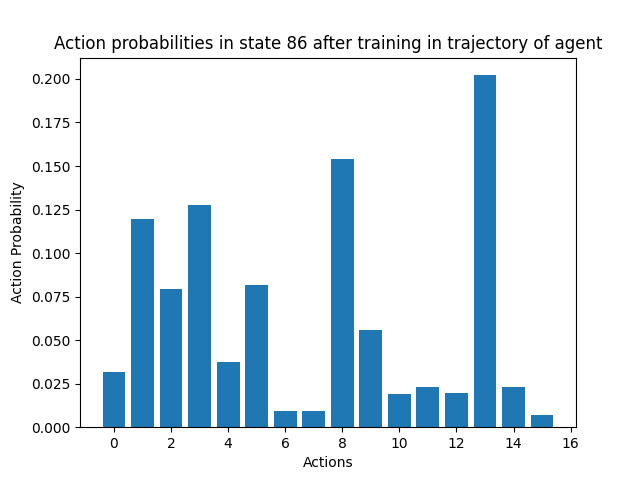 Action probabilities in state 86 after training in trajectory of agent
0.200
0.175
0.150
0.125
0.100
0.075
0.050
0.025
0.000
Action Probability
0 2 4 6 8 10 12 14 16
Actions